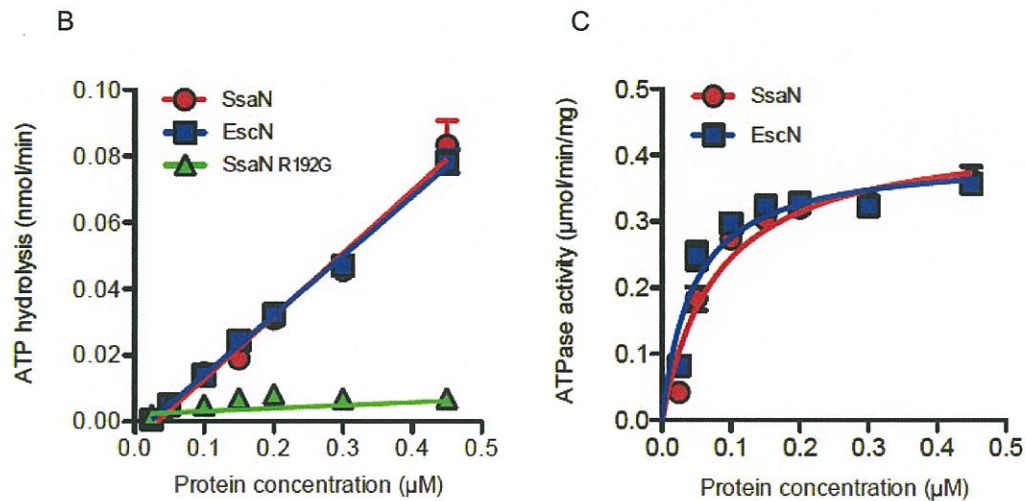 B
ATP hydrolysis (nmol/min)
0.10
0.08
0.06
0.04
0.02
0.00
SsaN
EscN
SsaN R192G
0.0 0.1 0.2 0.3 0.4 0.5
Protein concentration (µM)
C
ATPase activity (µmol/min/mg)
0.5
0.4
0.3
0.2
0.1
0.0
SsaN
EscN
0.0 0.1 0.2 0.3 0.4 0.5
Protein concentration (µM)